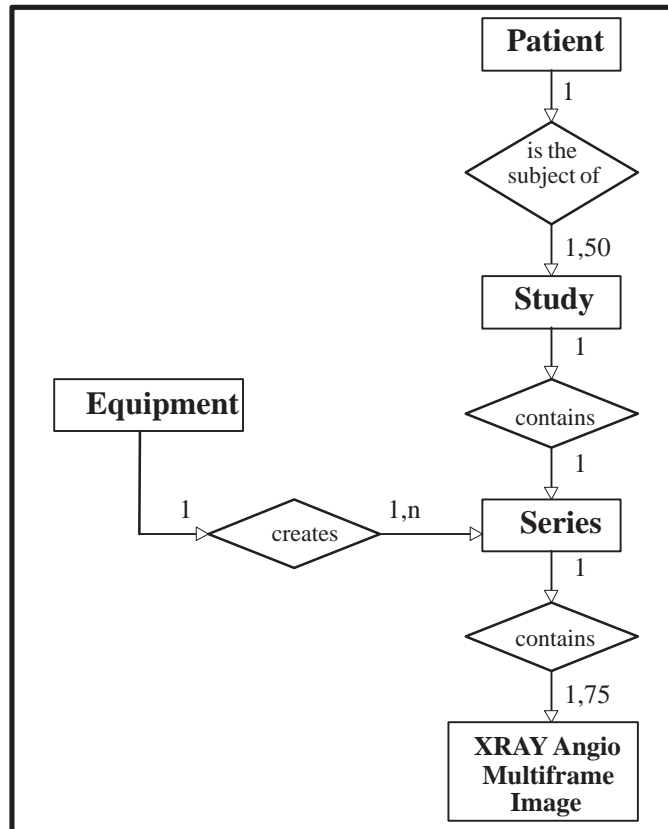 Patient
1
is the
subject of
1,50
Study
1
Equipment
contains
1
1
1,n
creates
Series
1
contains
1,75
XRAY Angio
Multiframe
Image